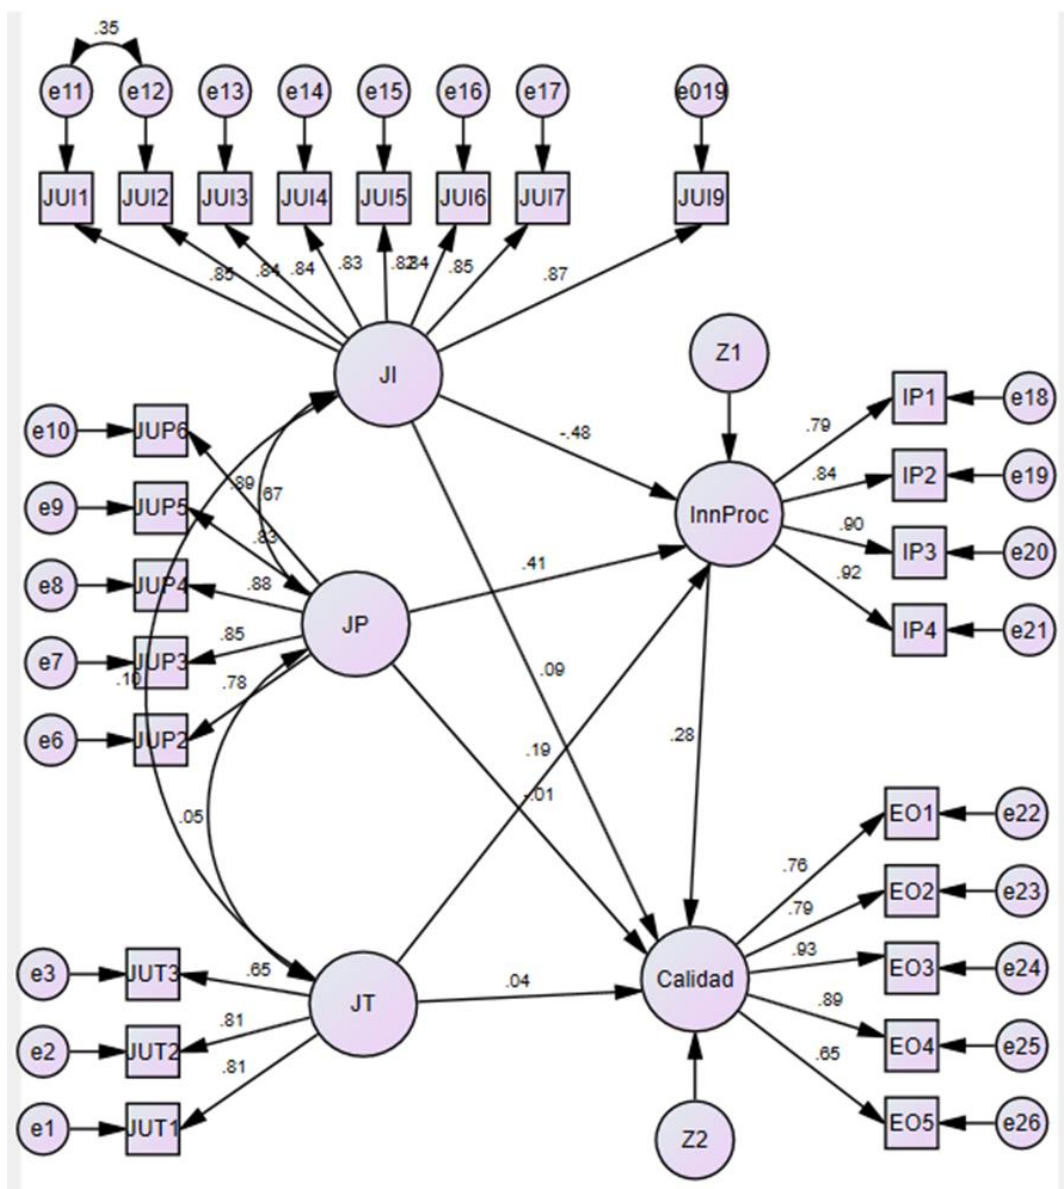 .35
e11 e12 e13 e14 e15 e16 e17 e019
JUI1 JUI2 JUI3 JUI4 JUI5 JUI6 JUI7 JUI9
.85 .84 .84 .83 .82 .84 .85 .87
JI
Z1
-.48
IP1 e18
.79
e10 JUP6
.84 IP2 e19
.89 .67
InnProc
e9 JUP5
.83
.90 IP3 e20
.41
.92
e8 JUP4 .88
JP
IP4 e21
.85
e7 JUP3
.10 .78
.09
e6 JUP2
.28
.19
-.01
.05
EO1 e22
.76
EO2 e23
.79
.93
e3 JUT3 .65
EO3 e24
Calidad
.04
JT
.89
.81
e2 JUT2
EO4 e25
.65
.81
e1 JUT1
EO5 e26
Z2